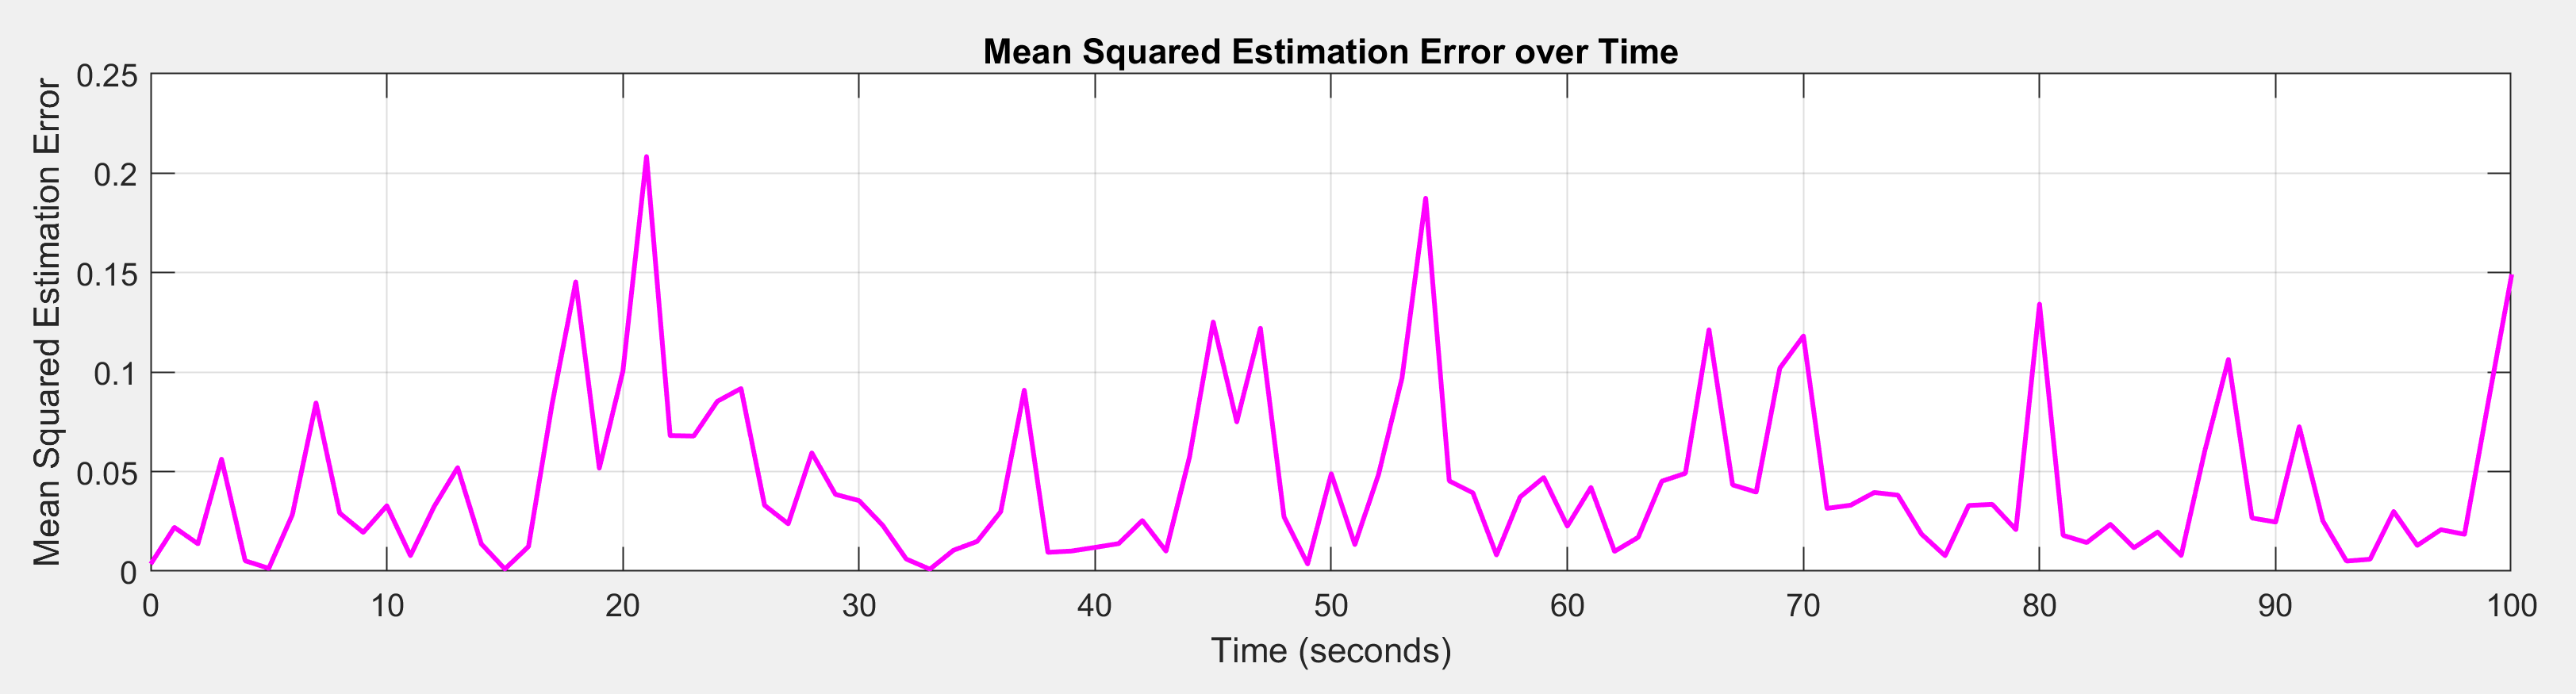 Mean Squared Estimation Error over Time
Mean Squared Estimation Error
0.25
0.2
0.15
0.1
0.05
0
0 10 20 30 40 50 60 70 80 90 100
Time (seconds)